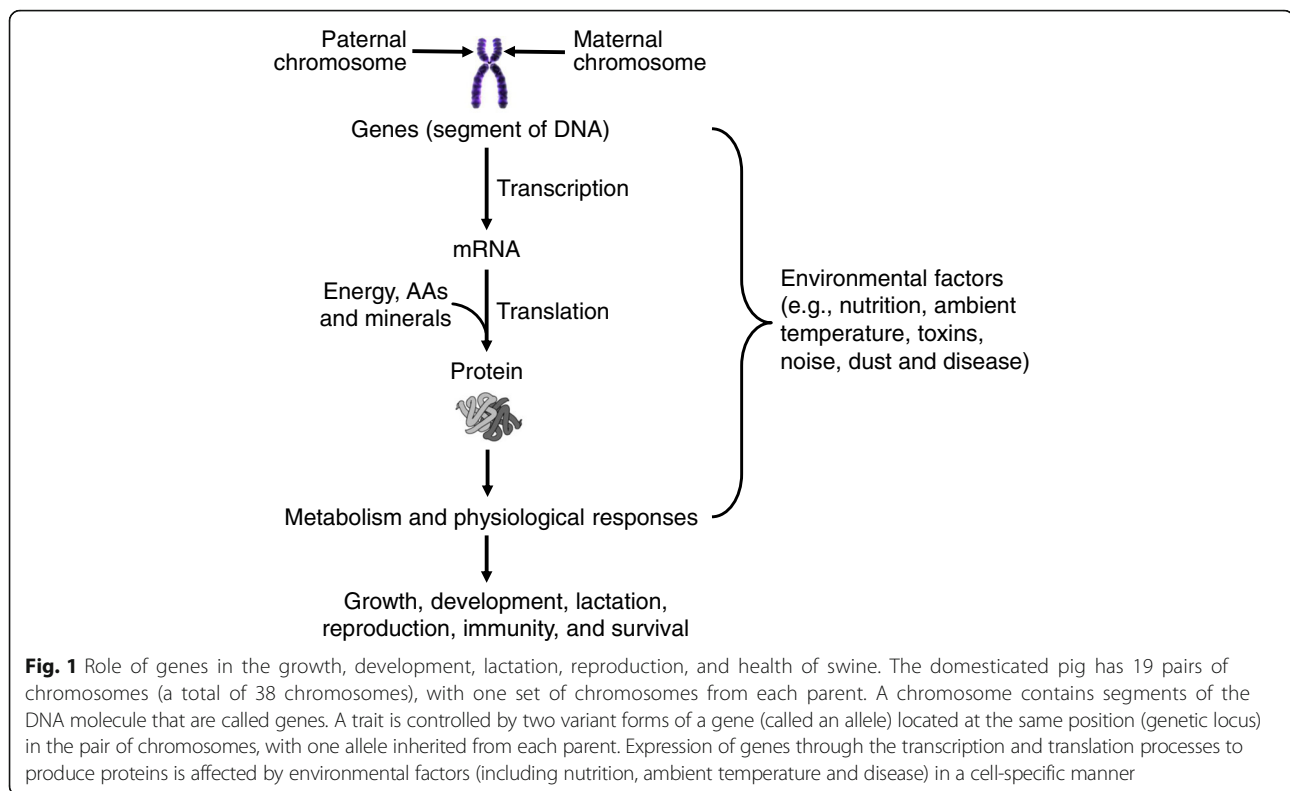 Paternal
chromosome
Maternal
chromosome
Genes (segment of DNA)
Transcription
mRNA
Energy, AAs
and minerals
Translation
Protein
Environmental factors
(e.g., nutrition, ambient
temperature, toxins,
noise, dust and disease)
Metabolism and physiological responses
Growth, development, lactation,
reproduction, immunity, and survival
Fig. 1 Role of genes in the growth, development, lactation, reproduction, and health of swine. The domesticated pig has 19 pairs of
chromosomes (a total of 38 chromosomes), with one set of chromosomes from each parent. A chromosome contains segments of the
DNA molecule that are called genes. A trait is controlled by two variant forms of a gene (called an allele) located at the same position (genetic locus)
in the pair of chromosomes, with one allele inherited from each parent. Expression of genes through the transcription and translation processes to
produce proteins is affected by environmental factors (including nutrition, ambient temperature and disease) in a cell-specific manner